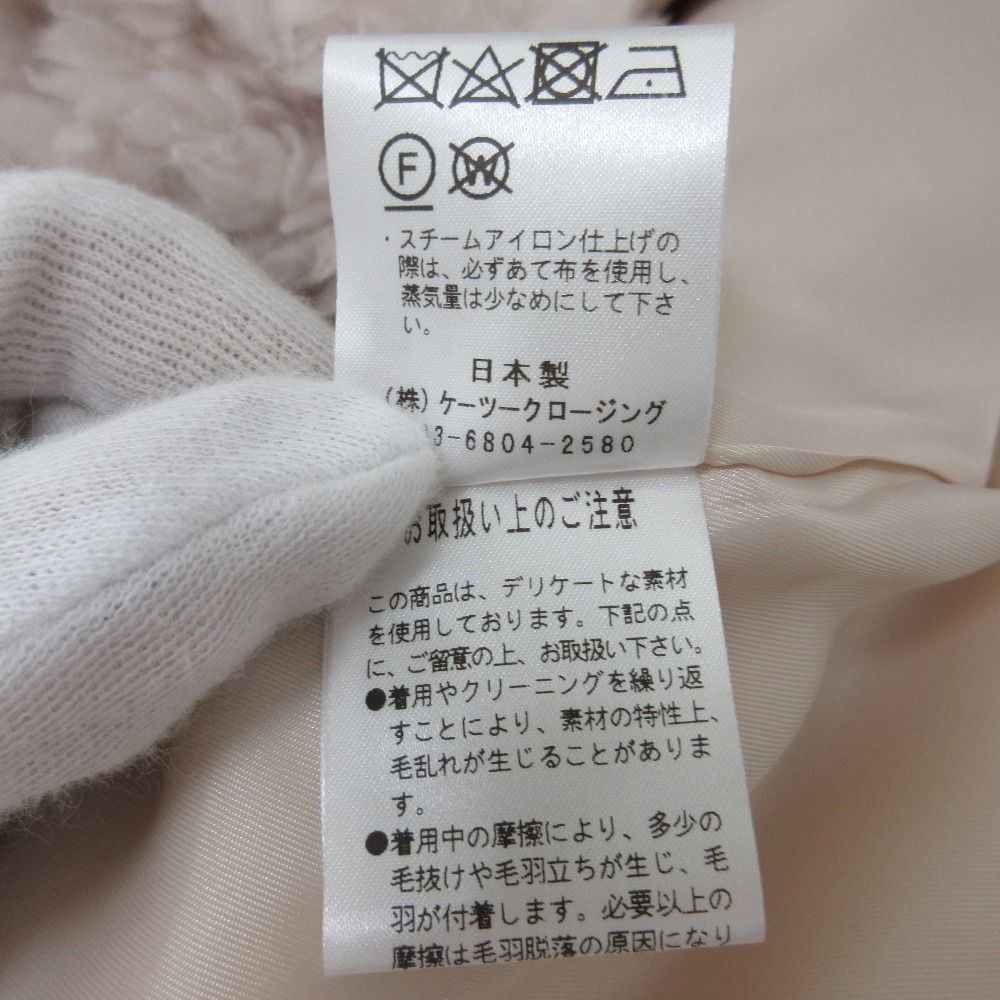 F W
・スチームアイロン仕上げの
際は、必ずあて布を使用し、
蒸気量は少なめにして下さ
い。
日本製
(株)ケーツークロージング
3-6804-2580
お取扱い上のご注意
この商品は、デリケートな素材
を使用しております。下記の点
に、ご留意の上、お取扱い下さい。
●着用やクリーニングを繰り返
すことにより、素材の特性上、
毛乱れが生じることがありま
す。
●着用中の摩擦により、多少の
毛抜けや毛羽立ちが生じ、毛
羽が付着します。必要以上の
摩擦は毛羽脱落の原因になり